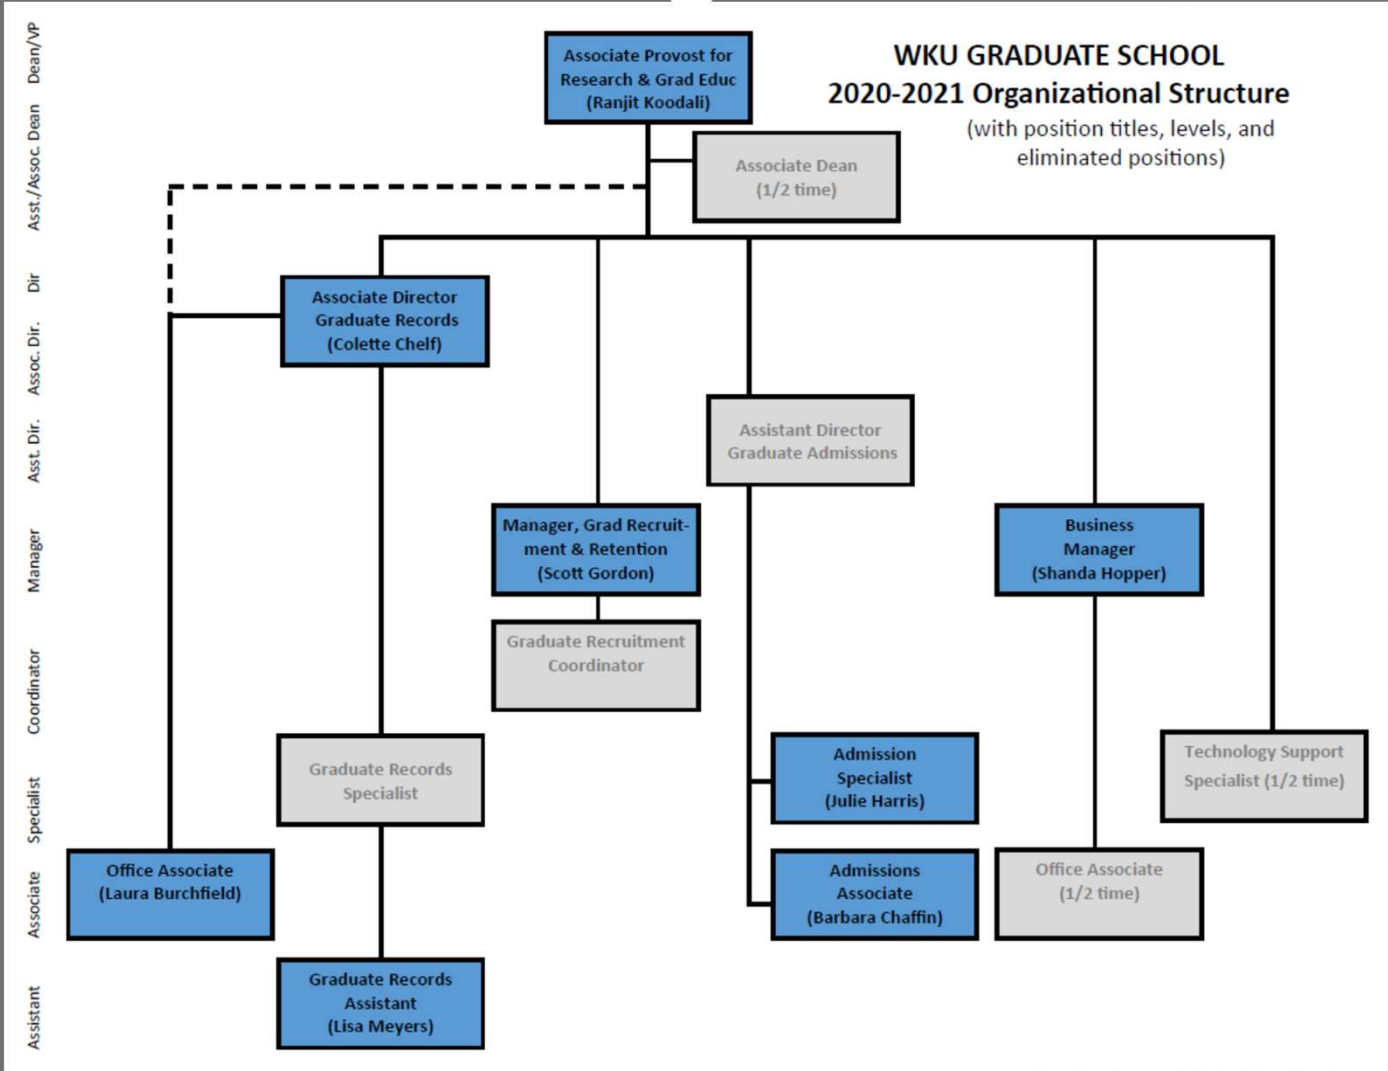 WKU GRADUATE SCHOOL
2020-2021 Organizational Structure
(with position titles, levels, and
eliminated positions)
Dean/VP
Asst./Assoc. Dean
Dir
Assoc. Dir.
Asst. Dir.
Manager
Coordinator
Specialist
Associate
Assistant
Associate Provost for
Research & Grad Educ
(Ranjit Koodali)
Associate Dean
(1/2 time)
Associate Director
Graduate Records
(Colette Chelf)
Assistant Director
Graduate Admissions
Manager, Grad Recruit-
ment & Retention
(Scott Gordon)
Business
Manager
(Shanda Hopper)
Graduate Recruitment
Coordinator
Graduate Records
Specialist
Admission
Specialist
(Julie Harris)
Technology Support
Specialist (1/2 time)
Office Associate
(Laura Burchfield)
Admissions
Associate
(Barbara Chaffin)
Office Associate
(1/2 time)
Graduate Records
Assistant
(Lisa Meyers)